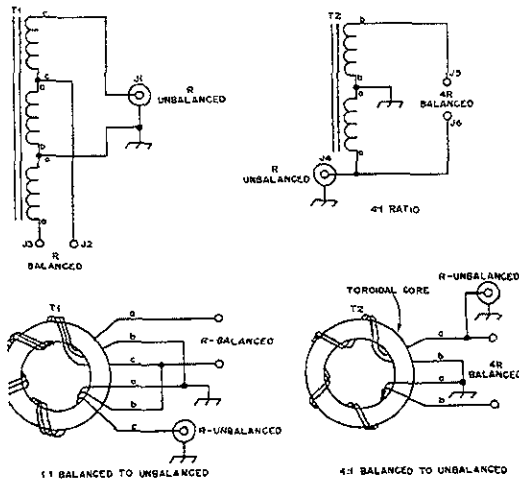 T1
c
c
a
b
a
a
J1
R
UNBALANCED
J3
J2
R
BALANCED
T2
b
b
a
a
J5
4R
BALANCED
J6
R
UNBALANCED
J4
4:1 RATIO
T1
a
b
c
a
b
c
R-BALANCED
R-UNBALANCED
1:1 BALANCED TO UNBALANCED
TOROIDAL CORE
T2
R-UNBALANCED
a
b
a
b
4R
BALANCED
4:1 BALANCED TO UNBALANCED